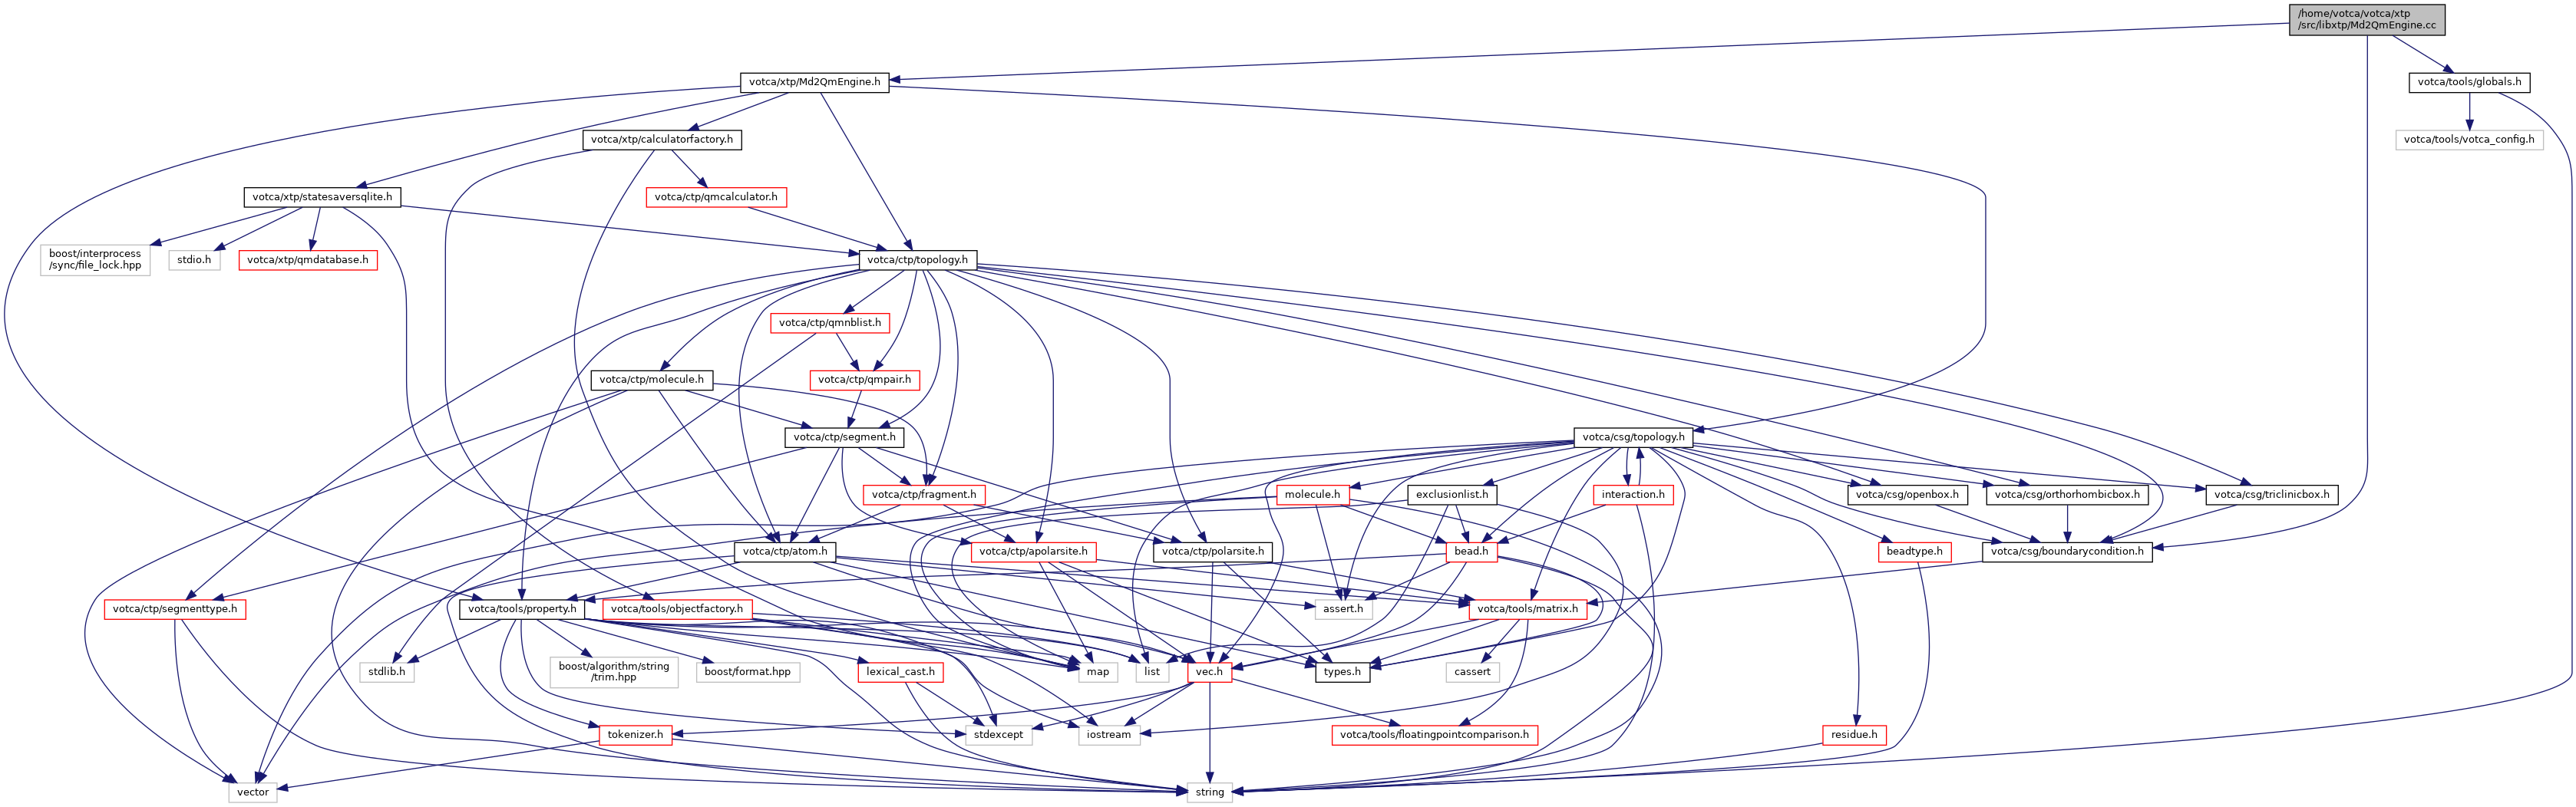 /home/votca/votca/xtp
/src/libxtp/Md2QmEngine.cc
votca/xtp/Md2QmEngine.h
votca/tools/globals.h
votca/xtp/calculatorfactory.h
votca/tools/votca_config.h
votca/xtp/statesaversqlite.h
votca/ctp/qmcalculator.h
boost/interprocess
/sync/file_lock.hpp
stdio.h
votca/xtp/qmdatabase.h
votca/ctp/topology.h
votca/ctp/qmnblist.h
votca/ctp/molecule.h
votca/ctp/qmpair.h
votca/ctp/segment.h
votca/csg/topology.h
votca/ctp/fragment.h
molecule.h
exclusionlist.h
interaction.h
votca/csg/openbox.h
votca/csg/orthorhombicbox.h
votca/csg/triclinicbox.h
votca/ctp/atom.h
votca/ctp/apolarsite.h
votca/ctp/polarsite.h
bead.h
beadtype.h
votca/csg/boundarycondition.h
votca/ctp/segmenttype.h
votca/tools/property.h
votca/tools/objectfactory.h
assert.h
votca/tools/matrix.h
stdlib.h
boost/algorithm/string
/trim.hpp
boost/format.hpp
lexical_cast.h
map
list
vec.h
types.h
cassert
tokenizer.h
stdexcept
iostream
votca/tools/floatingpointcomparison.h
residue.h
vector
string